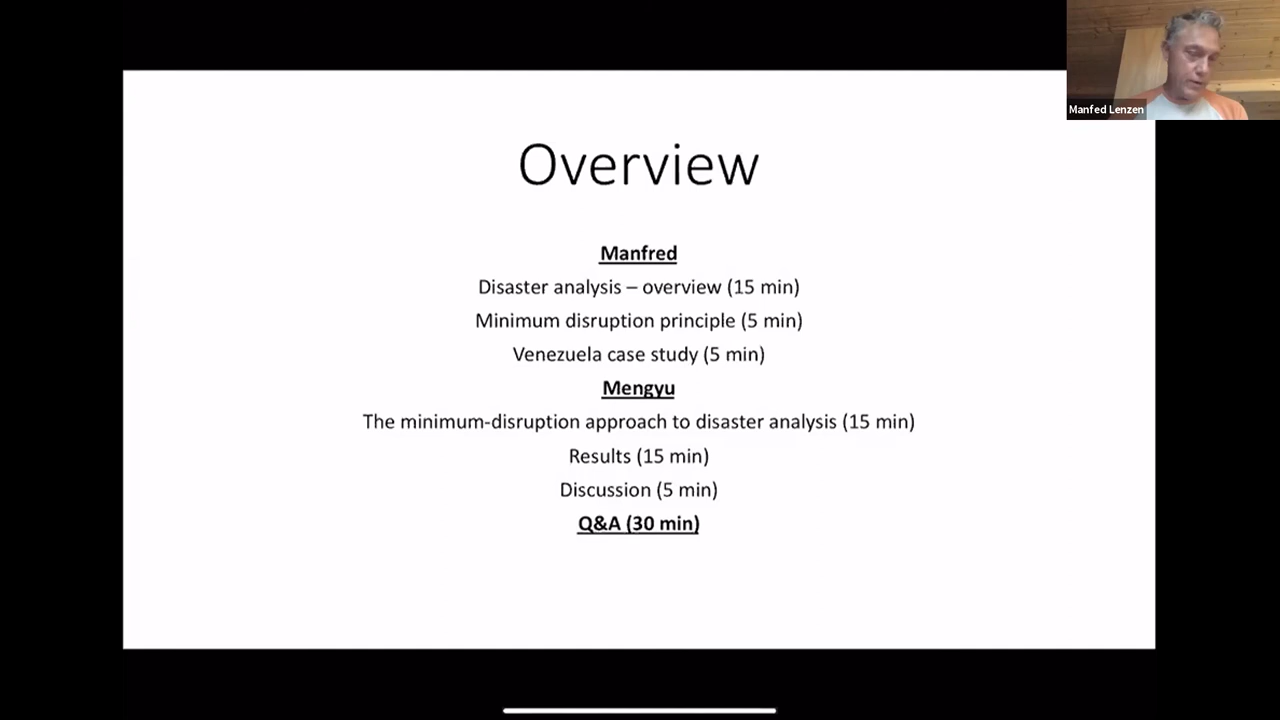 Manfed Lenzen
Overview
Manfred
Disaster analysis – overview (15 min)
Minimum disruption principle (5 min)
Venezuela case study (5 min)
Mengyu
The minimum-disruption approach to disaster analysis (15 min)
Results (15 min)
Discussion (5 min)
Q&A (30 min)